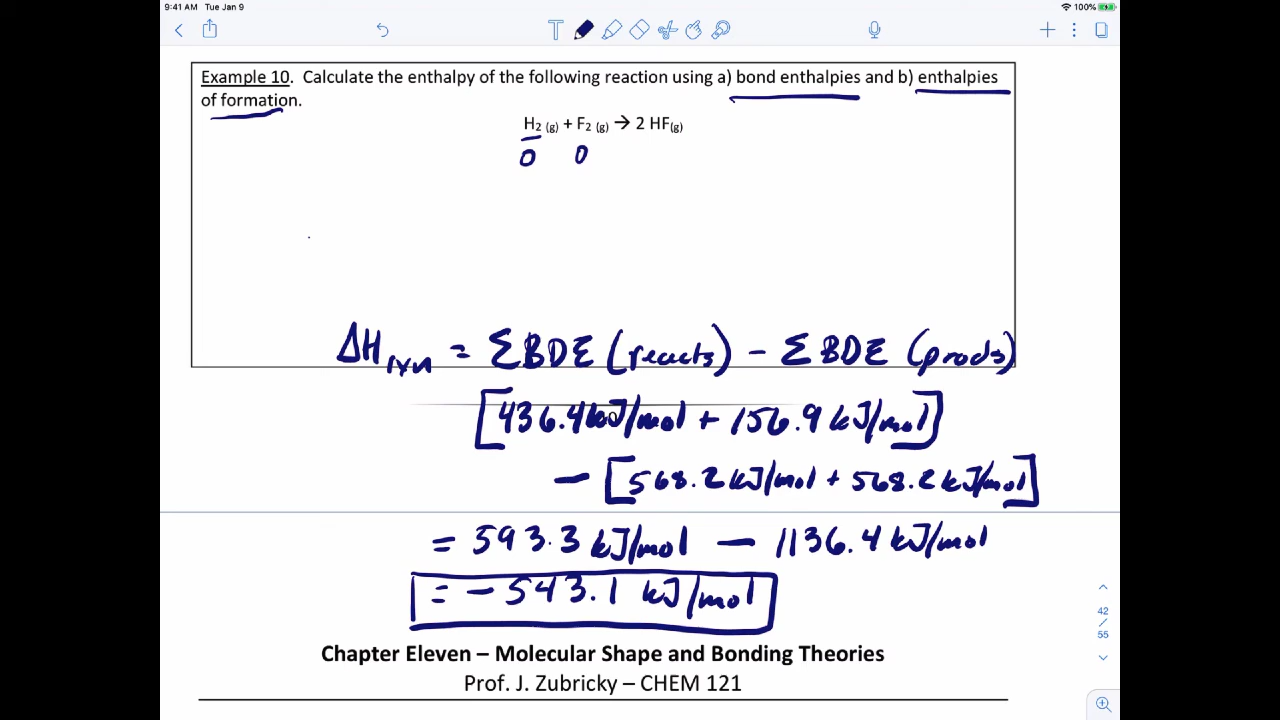 9:41 AM Tue Jan 9 100%
Example 10. Calculate the enthalpy of the following reaction using a) bond enthalpies and b) enthalpies
of formation.
H2 (g) + F2 (g) → 2 HF(g)
0 0
ΔHrxn = ΣBDE (reacts) - ΣBDE (prods)
[436.4kJ/mol + 156.9 kJ/mol]
- [568.2 kJ/mol + 568.2 kJ/mol]
= 593.3 kJ/mol - 1136.4 kJ/mol
= -543.1 kJ/mol
42
/
55
Chapter Eleven – Molecular Shape and Bonding Theories
Prof. J. Zubricky – CHEM 121